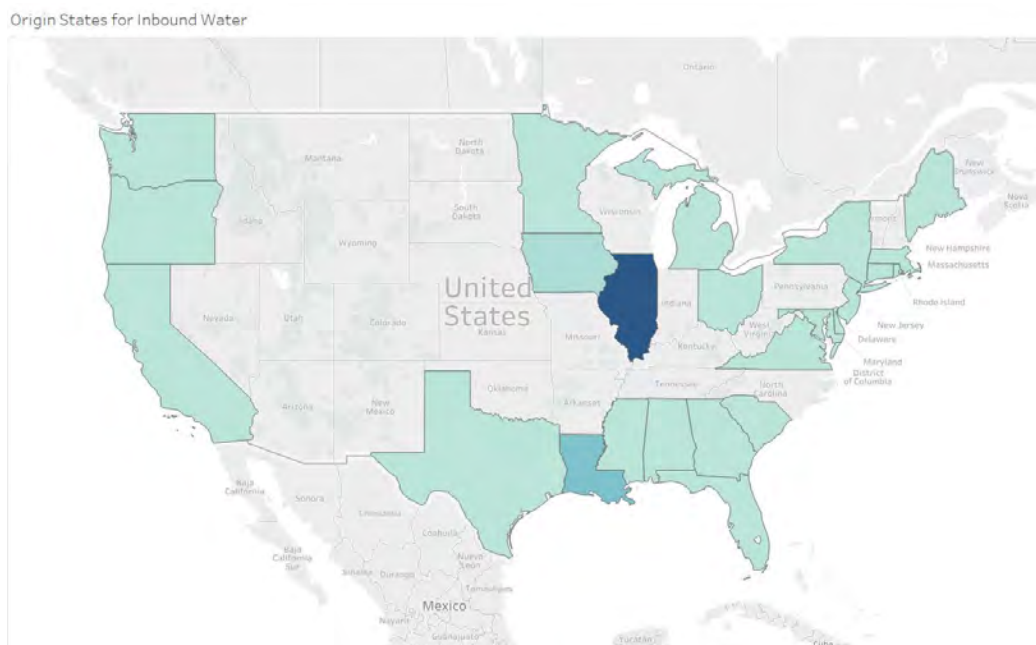 Origin States for Inbound Water
Ontario
North
Dakota
Montana
New
Brunswick
Nova
Scotia
South
Dakota
Wisconsin
Idaho
Wyoming
New Hampshire
Massachusetts
United
States
Pennsylvania
Rhode Island
Nevada
Utah
Colorado
Kansas
Missouri
Indiana
West
Virginia
Kentucky
New Jersey
Delaware
Maryland
District
of Columbia
Oklahoma
Tennessee
North
Carolina
Arizona
New
Mexico
Arkansas
Baja
California
Sonora
Chihuahua
Coahuila
Baja
California
Sur
Nuevo
León
Sinaloa
Durango
Tamaulipas
Mexico
Nayarit
Guanajuato
Yucatán
Cuba